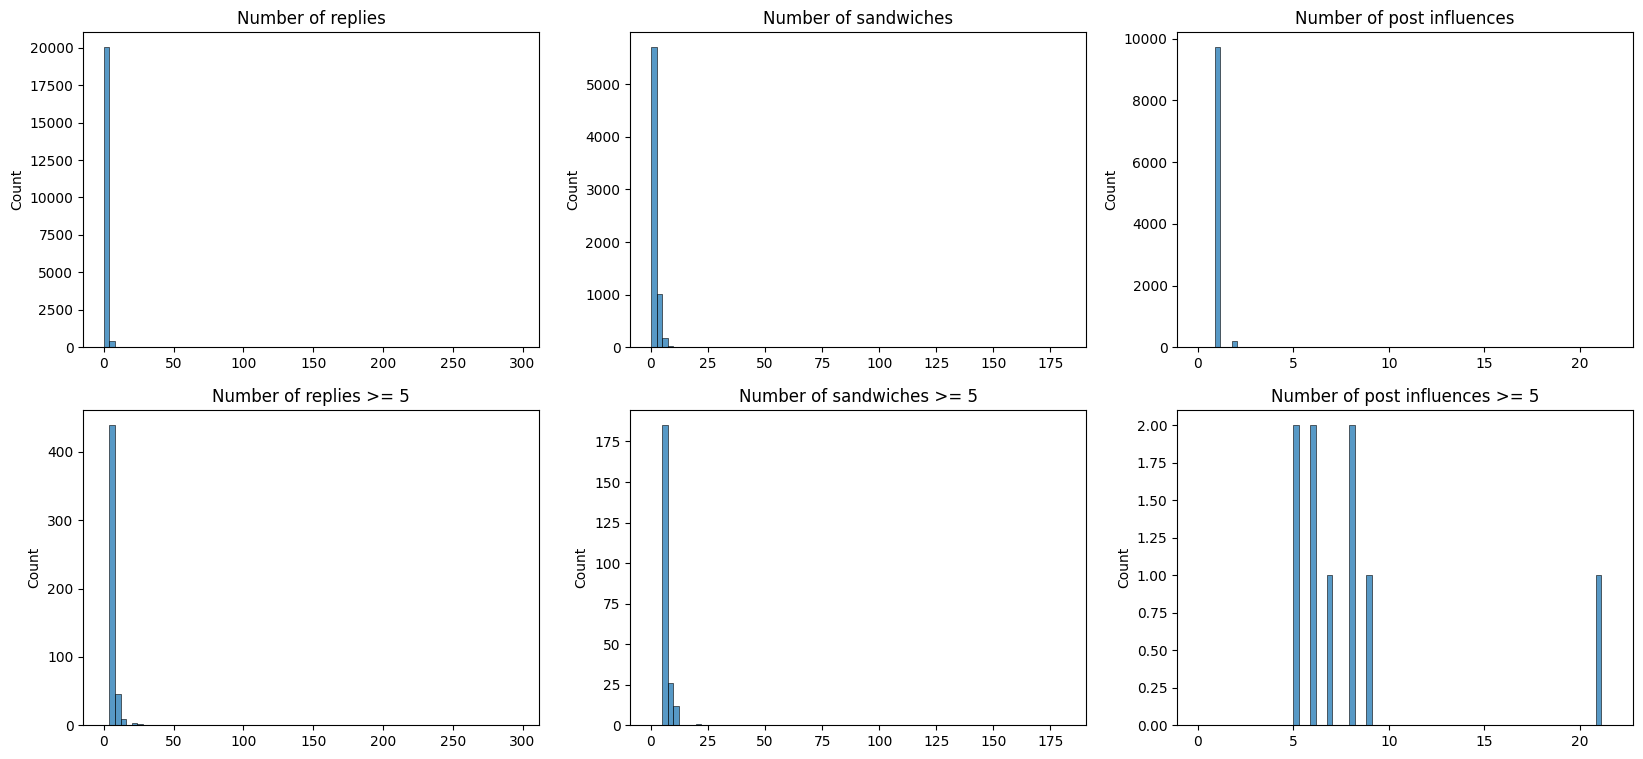 Number of replies
Count
20000
17500
15000
12500
10000
7500
5000
2500
0
0 50 100 150 200 250 300
Number of sandwiches
Count
5000
4000
3000
2000
1000
0
0 25 50 75 100 125 150 175
Number of post influences
Count
10000
8000
6000
4000
2000
0
0 5 10 15 20
Number of replies >= 5
Count
400
300
200
100
0
0 50 100 150 200 250 300
Number of sandwiches >= 5
Count
175
150
125
100
75
50
25
0
0 25 50 75 100 125 150 175
Number of post influences >= 5
Count
2.00
1.75
1.50
1.25
1.00
0.75
0.50
0.25
0.00
0 5 10 15 20